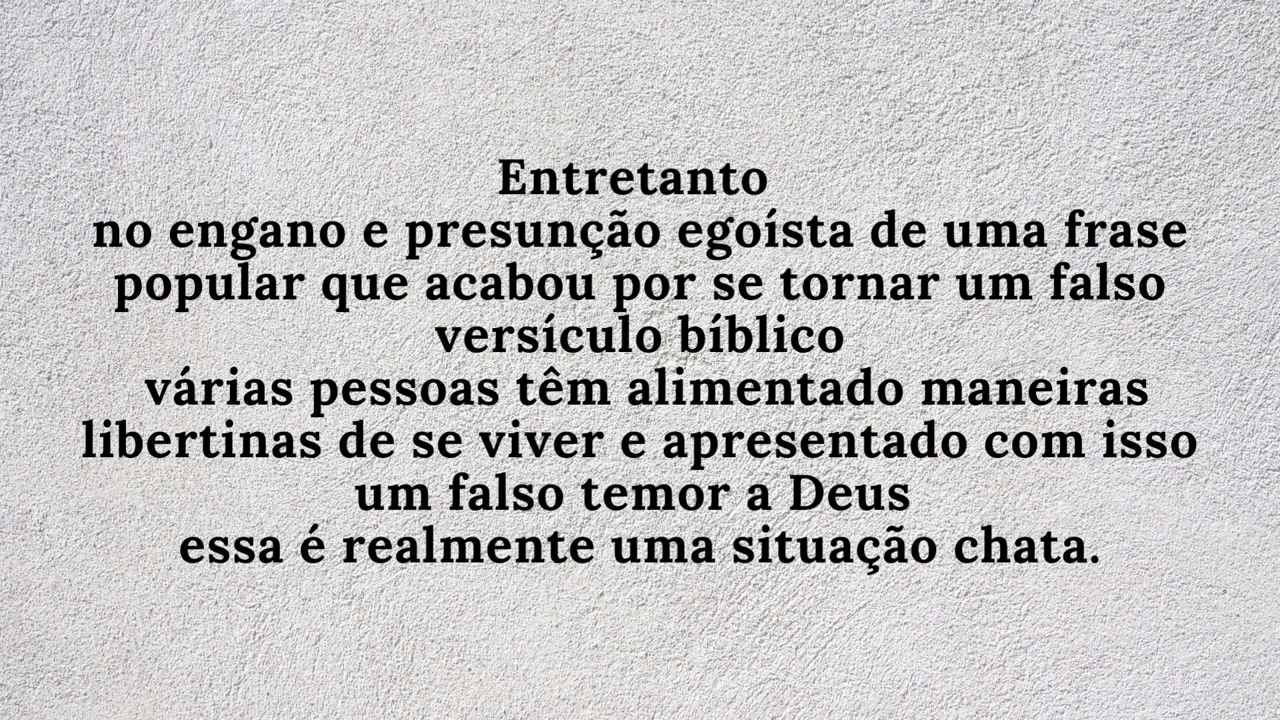 Entretanto
no engano e presunção egoísta de uma frase
popular que acabou por se tornar um falso
versículo bíblico
várias pessoas têm alimentado maneiras
libertinas de se viver e apresentado com isso
um falso temor a Deus
essa é realmente uma situação chata.